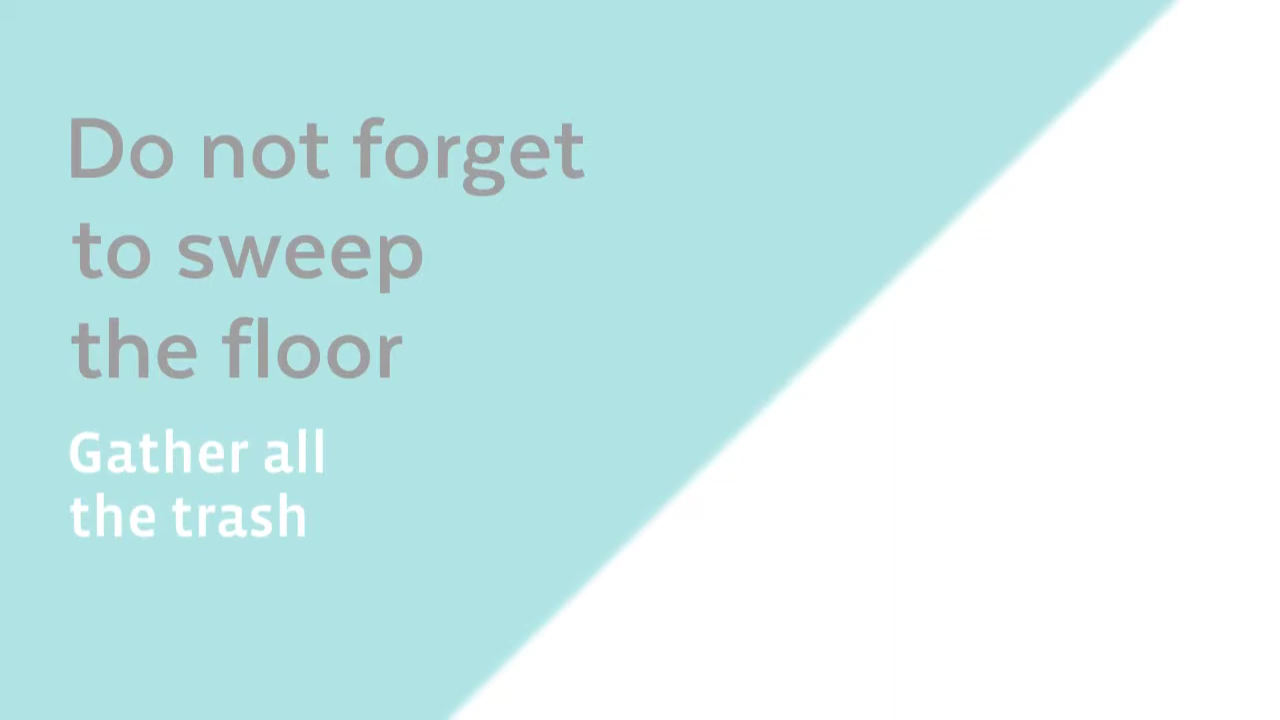 Do not forget
to sweep
the floor
Gather all
the trash